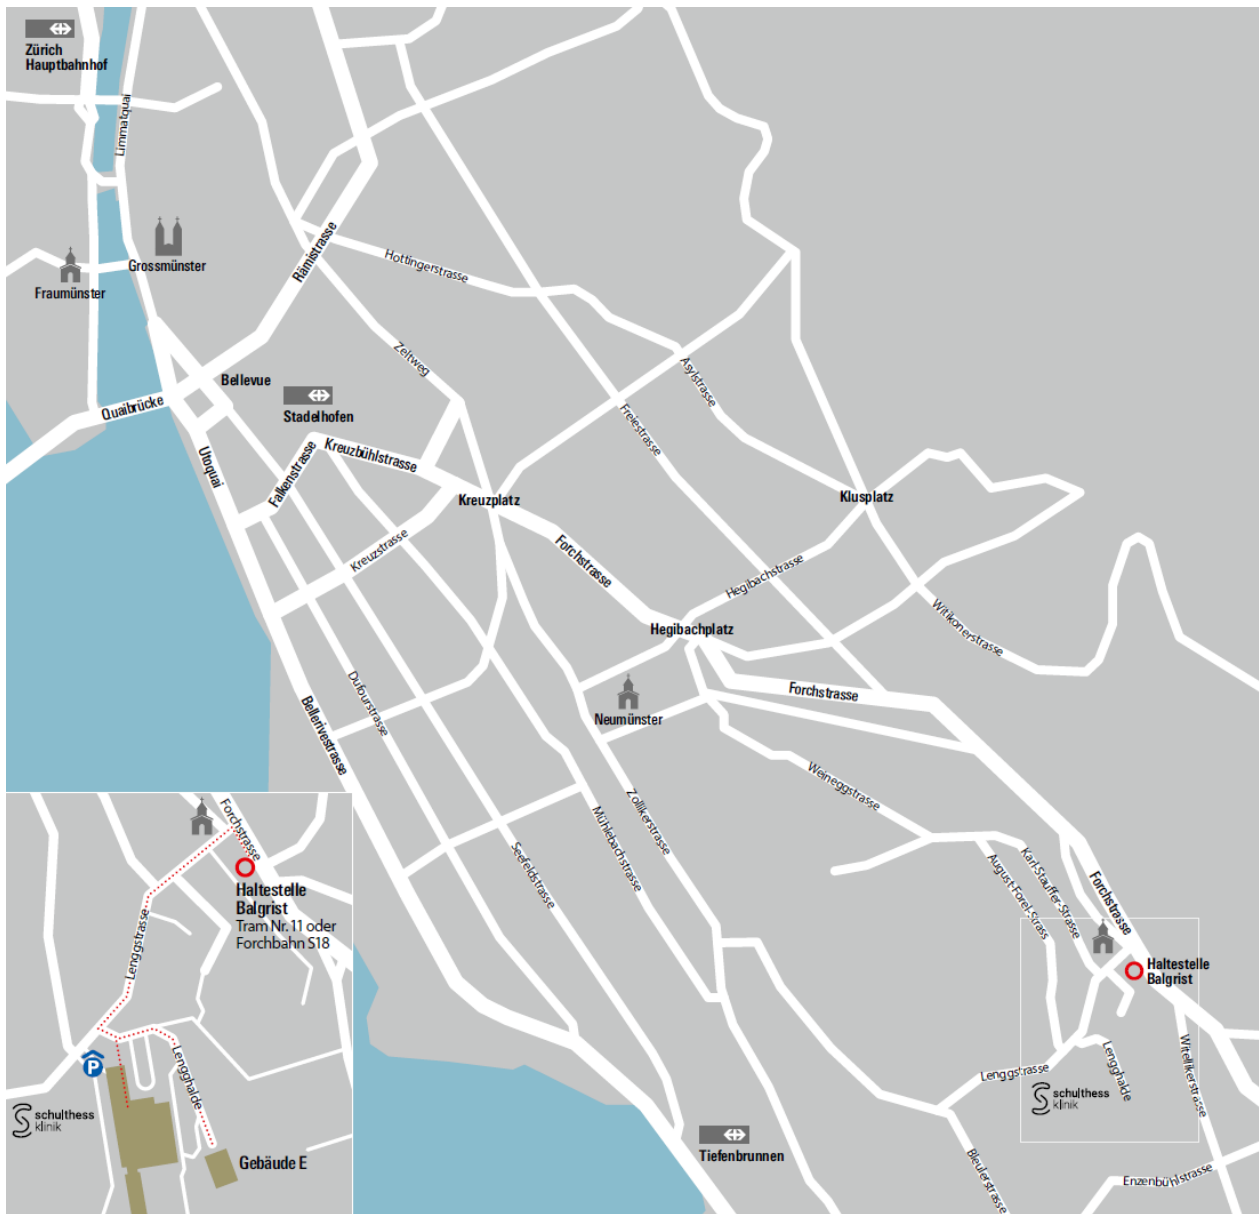 Zürich
Hauptbahnhof
Limmatquai
Grossmünster
Fraumünster
Rämistrasse
Hottingerstrasse
Zeltweg
Bellevue
Quaibrücke
Stadelhofen
Utoquai
Falkenstrasse
Kreuzbühlstrasse
Kreuzplatz
Kreuzstrasse
Asylstrasse
Freiestrasse
Klusplatz
Forchstrasse
Hegibachstrasse
Hegibachplatz
Witikonerstrasse
Forchstrasse
Neumünster
Dufourstrasse
Bellerivestrasse
Weineggstrasse
Zollikerstrasse
Mühlebachstrasse
Seefeldstrasse
August-Forel-Strass
Karl-Stauffer-Strasse
Forchstrasse
Haltestelle
Balgrist
Lenggstrasse
Lengghalde
Witellikerstrasse
schulthess
klinik
Tiefenbrunnen
Bleulerstrasse
Enzenbühlstrasse
Forchstrasse
Haltestelle
Balgrist
Tram Nr. 11 oder
Forchbahn S18
Lenggstrasse
P
Lengghalde
schulthess
klinik
Gebäude E